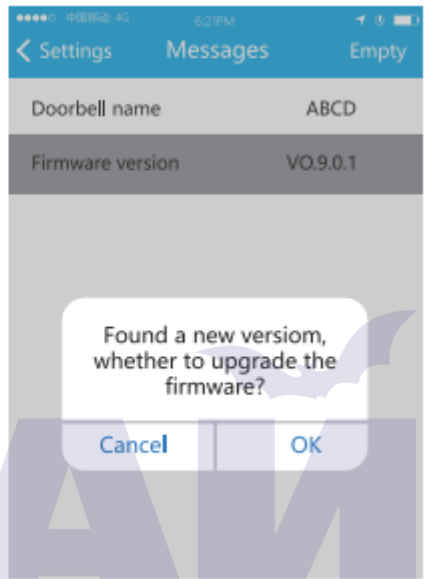 中国移动 4G 6:21PM
Settings Messages Empty
Doorbell name ABCD
Firmware version VO.9.0.1
Found a new versiom,
whether to upgrade the
firmware?
Cancel OK
АЙ